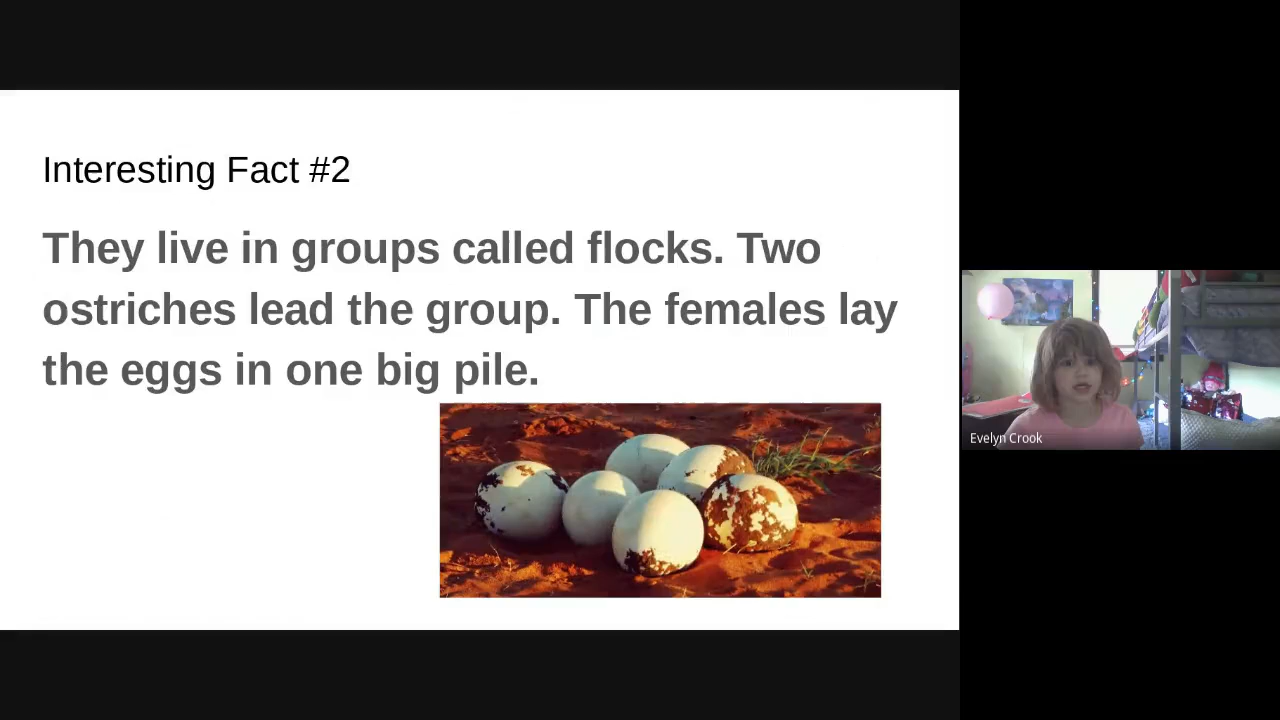 Interesting Fact #2
They live in groups called flocks. Two
ostriches lead the group. The females lay
the eggs in one big pile.
Evelyn Crook